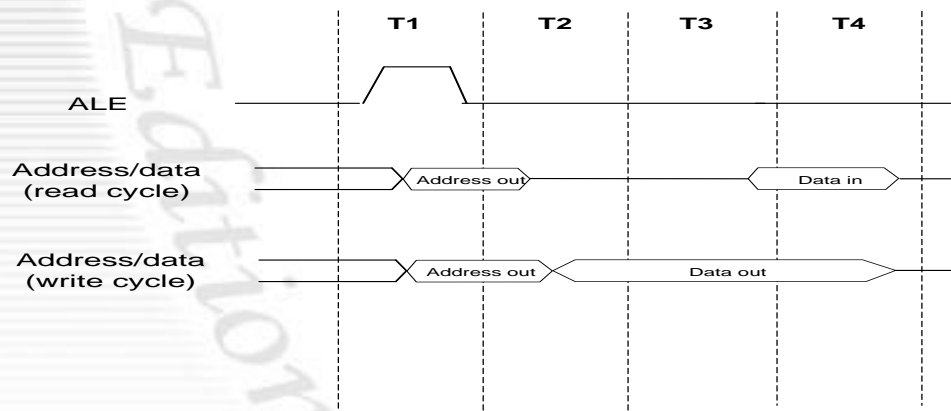 T1 T2 T3 T4
ALE
Address/data
(read cycle)
Address out
Data in
Address/data
(write cycle)
Address out
Data out
Edition